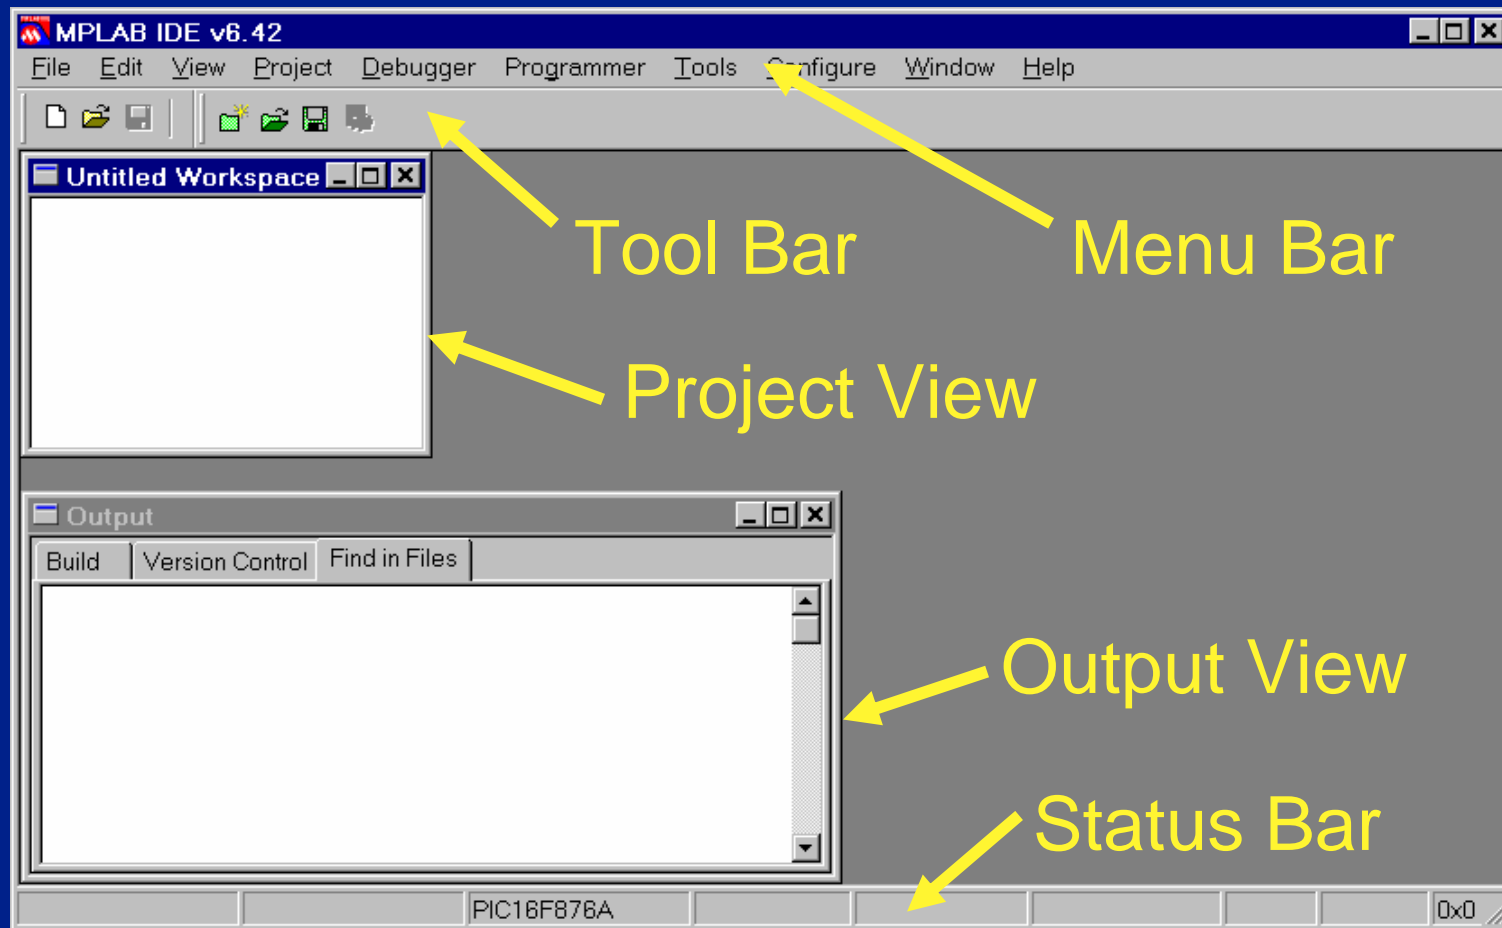 MPLAB IDE v6.42
File Edit View Project Debugger Programmer Tools Configure Window Help
Untitled Workspace
Tool Bar
Menu Bar
Project View
Output
Build Version Control Find in Files
Output View
Status Bar
PIC16F876A 0x0